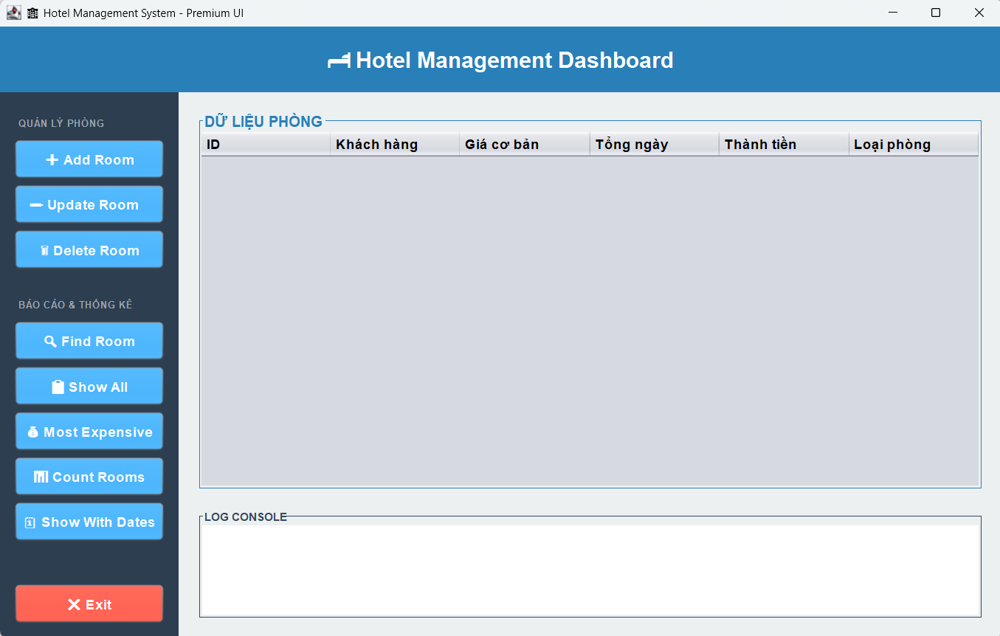 Hotel Management System - Premium UI
Hotel Management Dashboard
QUẢN LÝ PHÒNG
Add Room
Update Room
Delete Room
BÁO CÁO & THỐNG KÊ
Find Room
Show All
Most Expensive
Count Rooms
Show With Dates
Exit
DỮ LIỆU PHÒNG
ID Khách hàng Giá cơ bản Tổng ngày Thành tiền Loại phòng
LOG CONSOLE